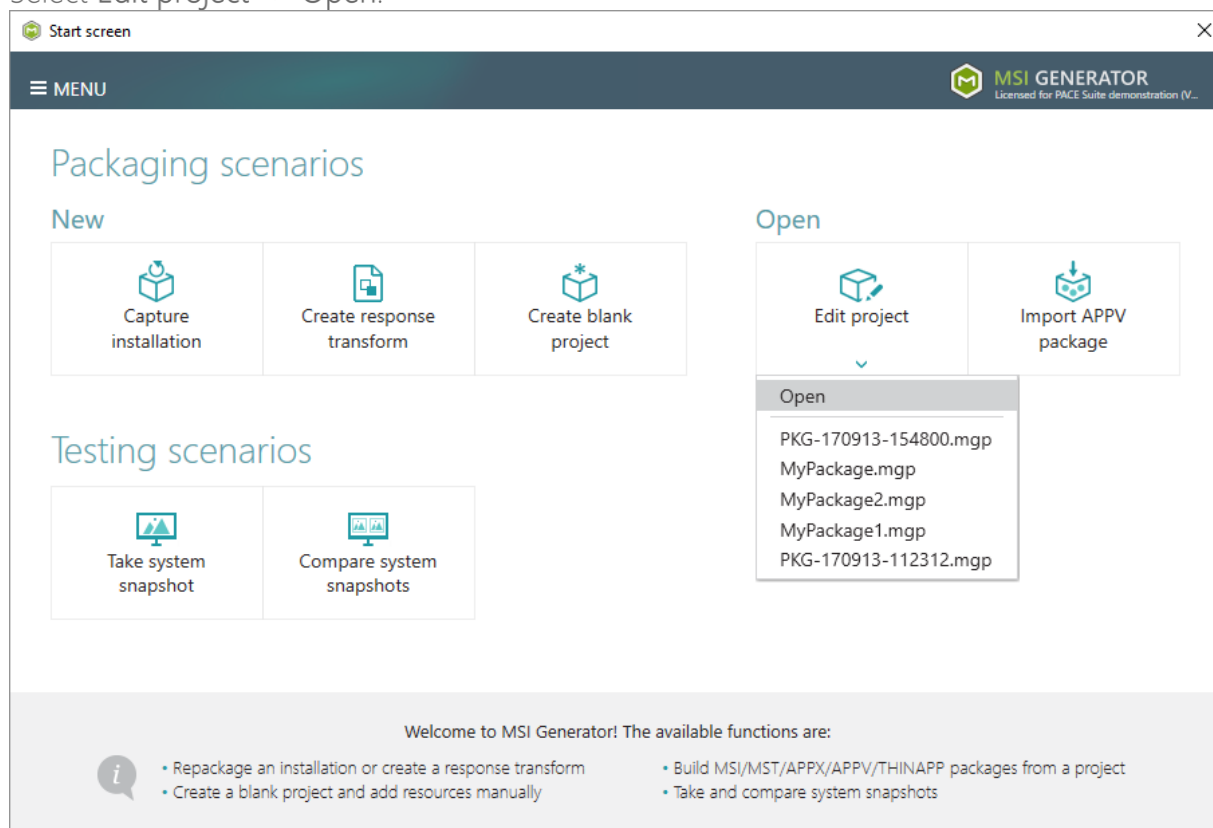 Select Edit project Open.
Start screen
MENU
MSI GENERATOR
Licensed for PACE Suite demonstration (V...
Packaging scenarios
New
Open
Capture
installation
Create response
transform
Create blank
project
Edit project
Import APPV
package
Open
PKG-170913-154800.mgp
MyPackage.mgp
MyPackage2.mgp
MyPackage1.mgp
PKG-170913-112312.mgp
Testing scenarios
Take system
snapshot
Compare system
snapshots
Welcome to MSI Generator! The available functions are:
• Repackage an installation or create a response transform
• Create a blank project and add resources manually
• Build MSI/MST/APPX/APPV/THINAPP packages from a project
• Take and compare system snapshots